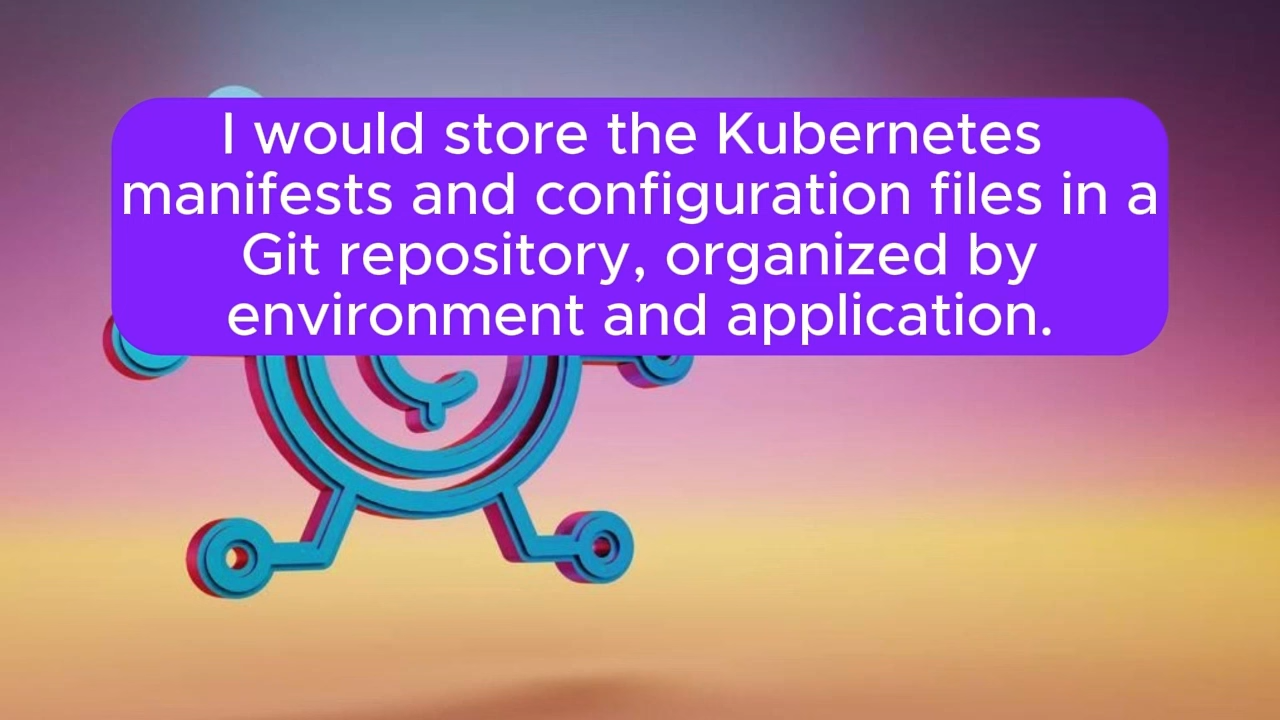 I would store the Kubernetes
manifests and configuration files in a
Git repository, organized by
environment and application.